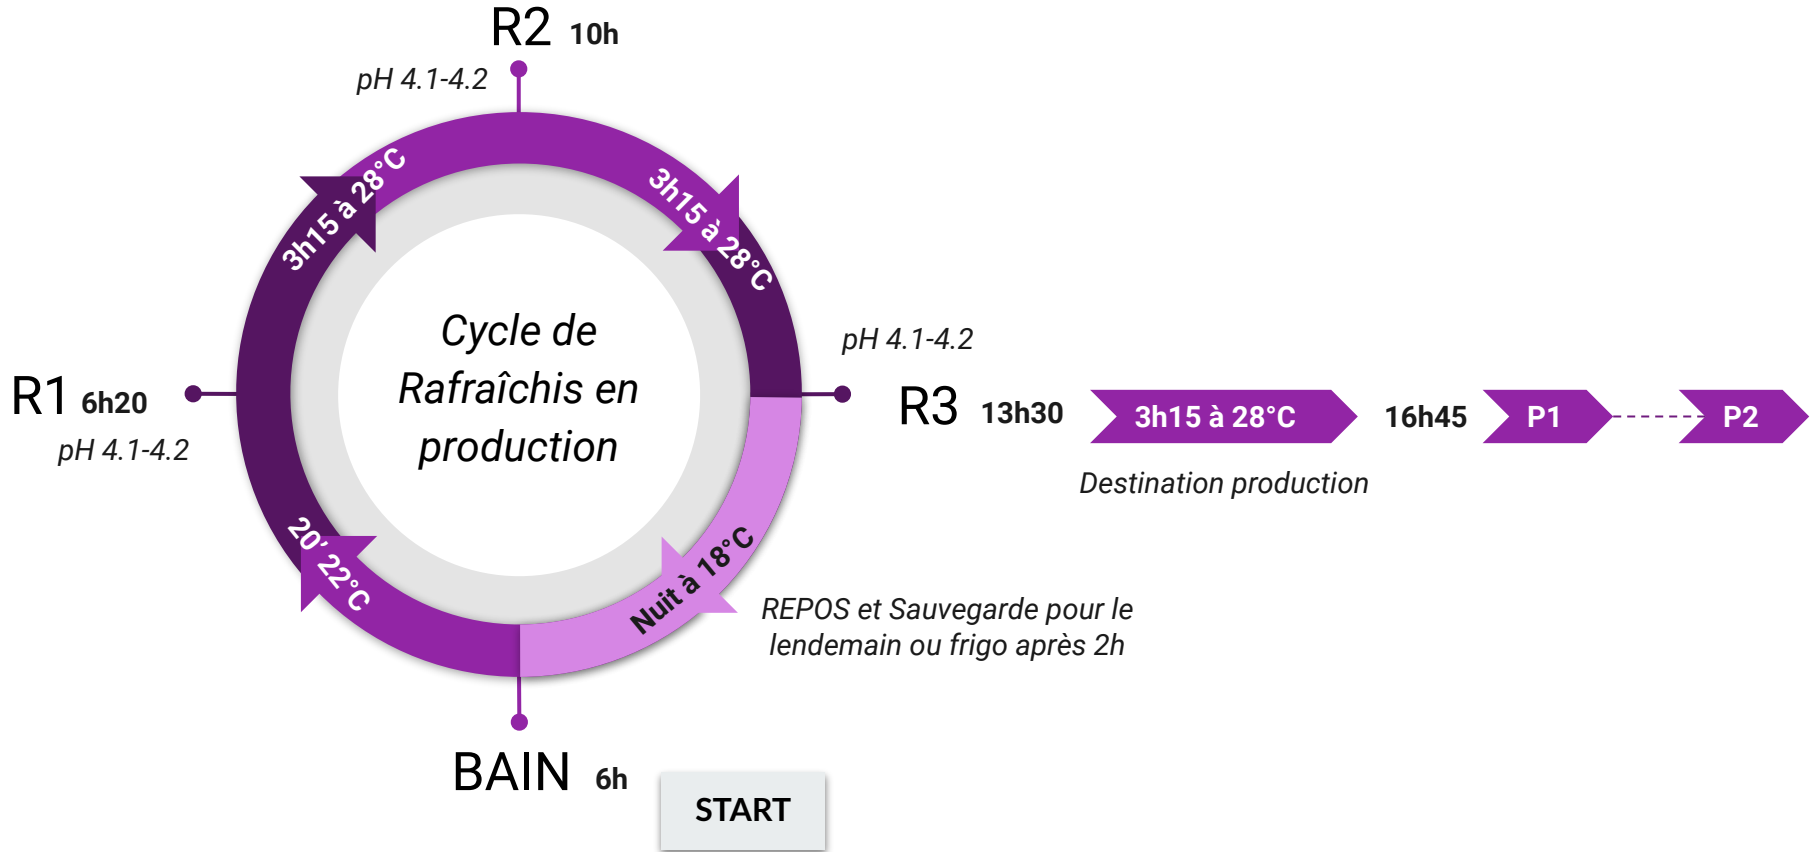 R2 10h
pH 4.1-4.2
3h15 à 28°C
3h15 à 28°C
Cycle de
Rafraîchis en
production
pH 4.1-4.2
R1 6h20
pH 4.1-4.2
R3 13h30
3h15 à 28°C
16h45
P1
P2
Destination production
20’ 22°C
Nuit à 18°C
REPOS et Sauvegarde pour le
lendemain ou frigo après 2h
BAIN 6h
START